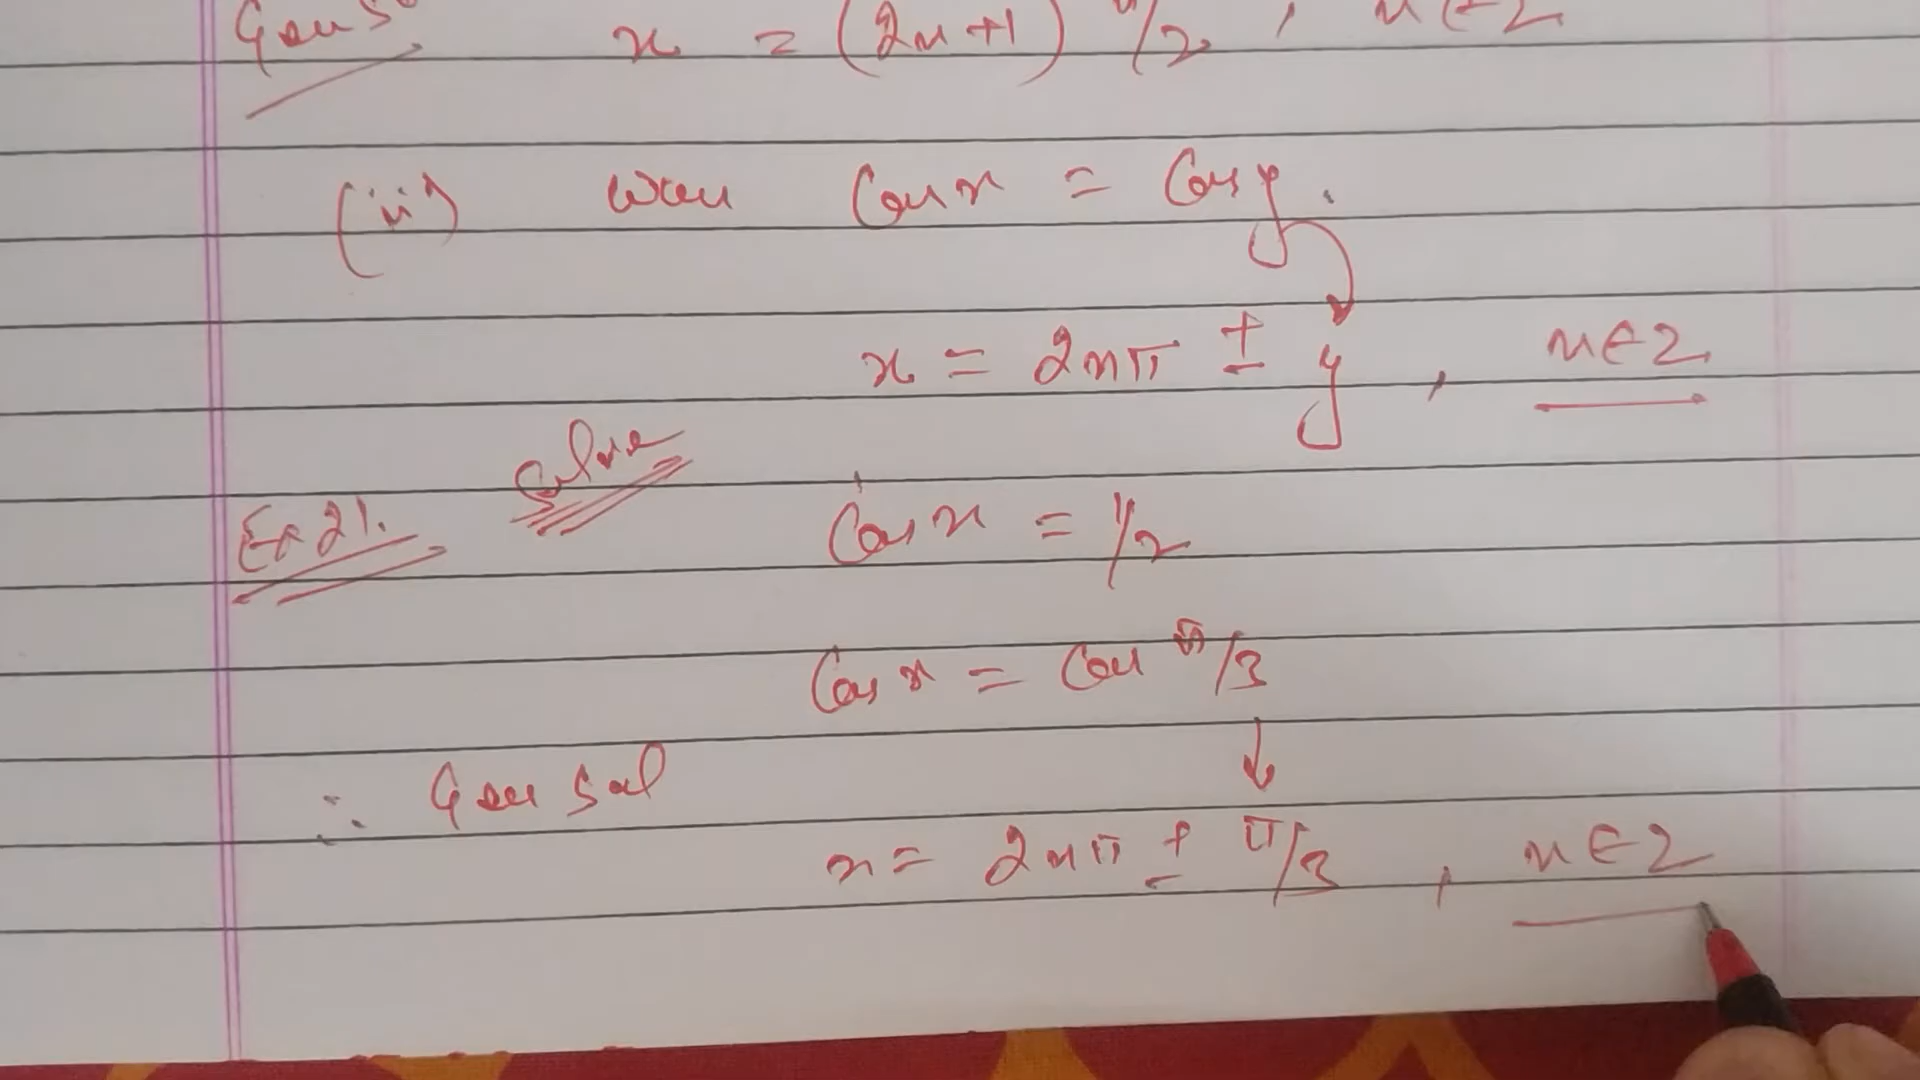 Gen S
x = (2n+1) π/2 , n ∈ Z
(ii) when Cos x = Cos y.
x = 2nπ ± y , n ∈ Z
Solve
Ex 21. Cos x = 1/2
Cos x = Cos π/3
∴ Gen Sol
x = 2nπ ± π/3 , n ∈ Z